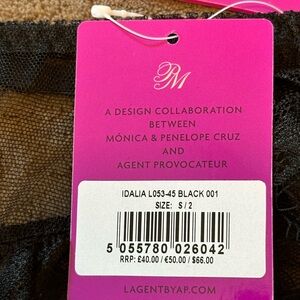 PM
A DESIGN COLLABORATION
BETWEEN
MÓNICA & PENELOPE CRUZ
AND
AGENT PROVOCATEUR
IDALIA L053-45 BLACK 001
SIZE: S / 2
5 055780 026042
RRP: £40.00 / €50.00 / $66.00
LAGENTBYAP.COM